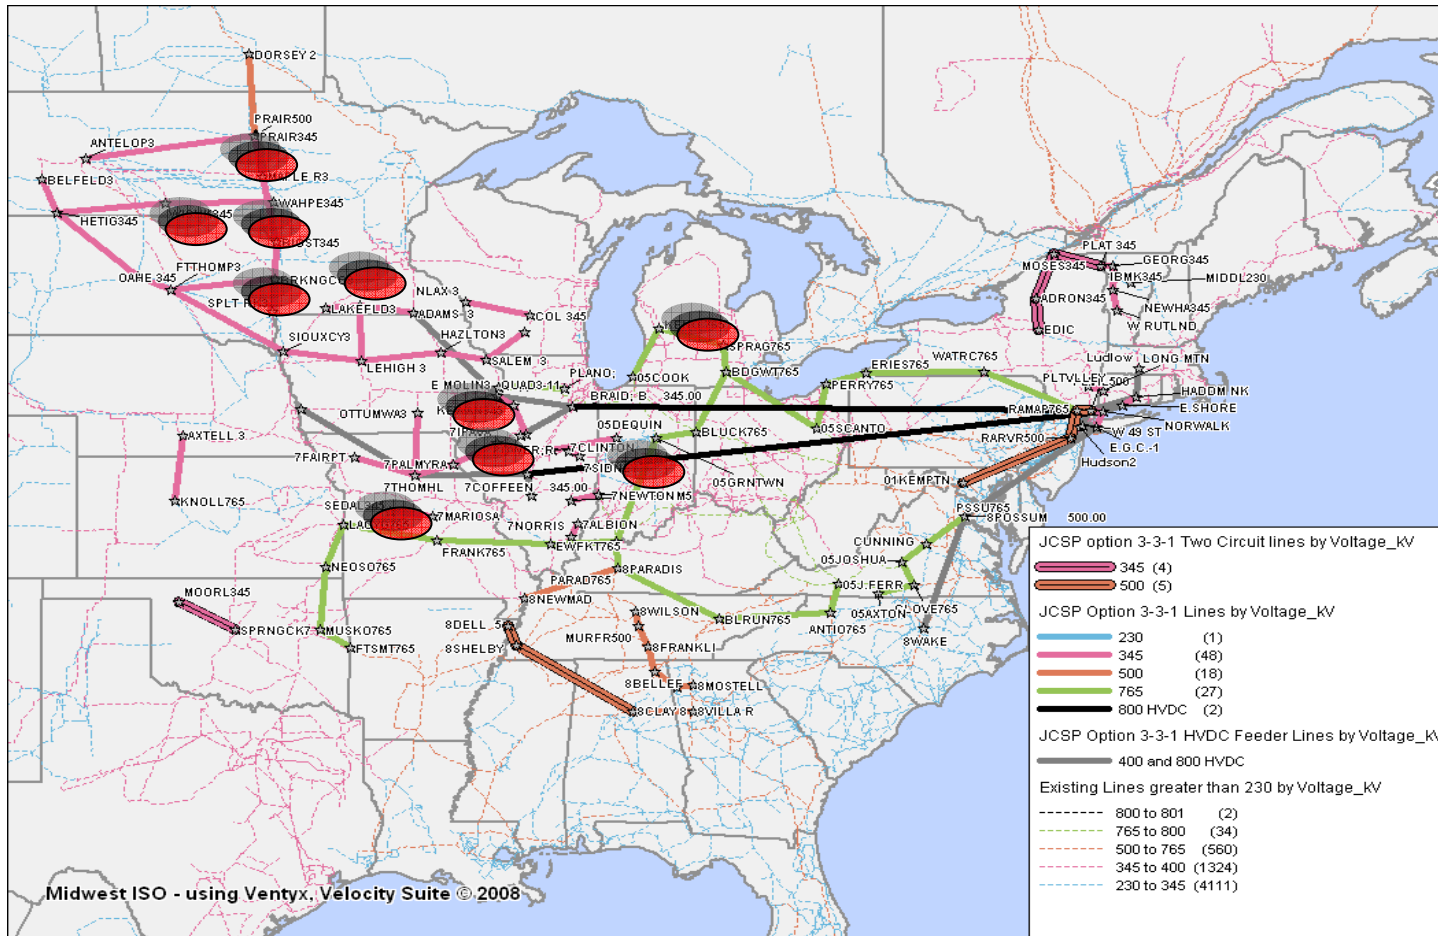 DORSEY 2
PRAIR500
PRAIR345
ANTELOP3
BELFELD3
HETIG345
WAHPE345
FTTHOMP3
OAHE 345
NLAX-3
COL 345
LAKEFLD3
ADAMS- 3
SIOUXCY3
HAZLTON3
LEHIGH 3
SALEM 3
PLAT 345
MOSES345
GEORG345
IBMK345
MIDDL230
ADRON345
NEWHA345
W RUTLND
EDIC
SPRAG765
05COOK
BDGWT765
PERRY765
ERIES765
WATRC765
Ludlow
LONG MTN
PLTVLLEY
HADDM NK
E.SHORE
NORWALK
RAMAP765
W 49 ST
E.G.C.-1
RARVR500
Hudson2
E MOLIN3
QUAD3-11
PLANO;
BRAID; B
345.00
OTTUMWA3
05DEQUIN
BLUCK765
05SCANTO
AXTELL 3
7FAIRPT
7PALMYRA
7CLINTON
7THOMHL
7COFFEEN
345.00
05GRNTWN
01KEMPTN
KNOLL765
7MARIOSA
7NORRIS
7NEWTON
M5
7ALBION
PSSU765
8POSSUM
500.00
CUNNING
05JOSHUA
FRANK765
EWFKT765
NEOSO765
8PARADIS
PARAD765
05J.FERR
05AXTON
CLOVE765
MOORL345
SPRNGCK7
MUSKO765
FTSMT765
8NEWMAD
8DELL 5
8SHELBY
8WILSON
MURFR500
8FRANKLI
BLRUN765
ANTIO765
8WAKE
8BELLEF
8MOSTELL
8CLAY
8VILLA R
JCSP option 3-3-1 Two Circuit lines by Voltage_kV
345 (4)
500 (5)
JCSP Option 3-3-1 Lines by Voltage_kV
230 (1)
345 (48)
500 (18)
765 (27)
800 HVDC (2)
JCSP Option 3-3-1 HVDC Feeder Lines by Voltage_kV
400 and 800 HVDC
Existing Lines greater than 230 by Voltage_kV
800 to 801 (2)
765 to 800 (34)
500 to 765 (560)
345 to 400 (1324)
230 to 345 (4111)
Midwest ISO - using Ventyx, Velocity Suite © 2008